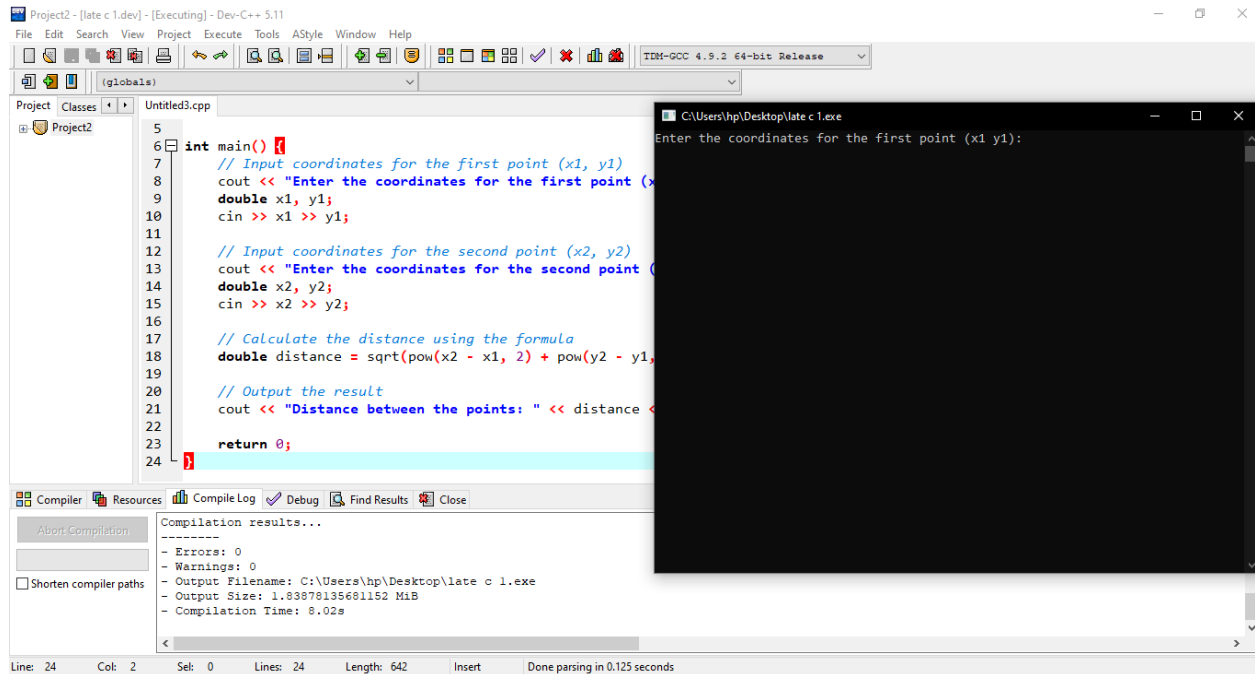 Project2 - [late c 1.dev] - [Executing] - Dev-C++ 5.11
File Edit Search View Project Execute Tools AStyle Window Help
TDM-GCC 4.9.2 64-bit Release
(globals)
Project Classes Untitled3.cpp
Project2
5
6 int main() {
7 // Input coordinates for the first point (x1, y1)
8 cout << "Enter the coordinates for the first point (x
9 double x1, y1;
10 cin >> x1 >> y1;
11
12 // Input coordinates for the second point (x2, y2)
13 cout << "Enter the coordinates for the second point (
14 double x2, y2;
15 cin >> x2 >> y2;
16
17 // Calculate the distance using the formula
18 double distance = sqrt(pow(x2 - x1, 2) + pow(y2 - y1,
19
20 // Output the result
21 cout << "Distance between the points: " << distance <
22
23 return 0;
24 }
C:\Users\hp\Desktop\late c 1.exe
Enter the coordinates for the first point (x1 y1):
Compiler Resources Compile Log Debug Find Results Close
Abort Compilation
Shorten compiler paths
Compilation results...
--------
- Errors: 0
- Warnings: 0
- Output Filename: C:\Users\hp\Desktop\late c 1.exe
- Output Size: 1.83878135681152 MiB
- Compilation Time: 8.02s
Line: 24 Col: 2 Sel: 0 Lines: 24 Length: 642 Insert Done parsing in 0.125 seconds